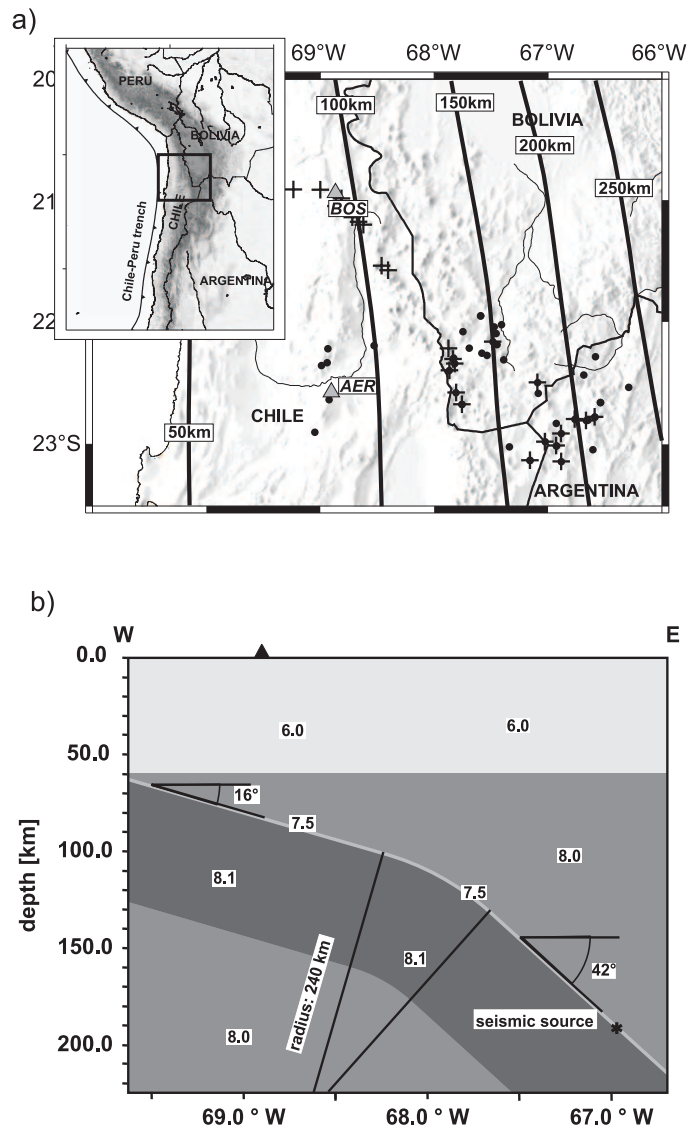 a)
69°W 68°W 67°W 66°W
20
21
22
23°S
PERU
BOLIVIA
CHILE
ARGENTINA
Chile-Peru trench
100km
150km
BOLIVIA
200km
250km
BOS
AER
CHILE
50km
ARGENTINA
b)
W E
0.0
50.0
100.0
150.0
200.0
depth [km]
6.0 6.0
16°
7.5
8.0
8.1
7.5
8.1
42°
radius: 240 km
seismic source
*
8.0
69.0 ° W 68.0 ° W 67.0 ° W